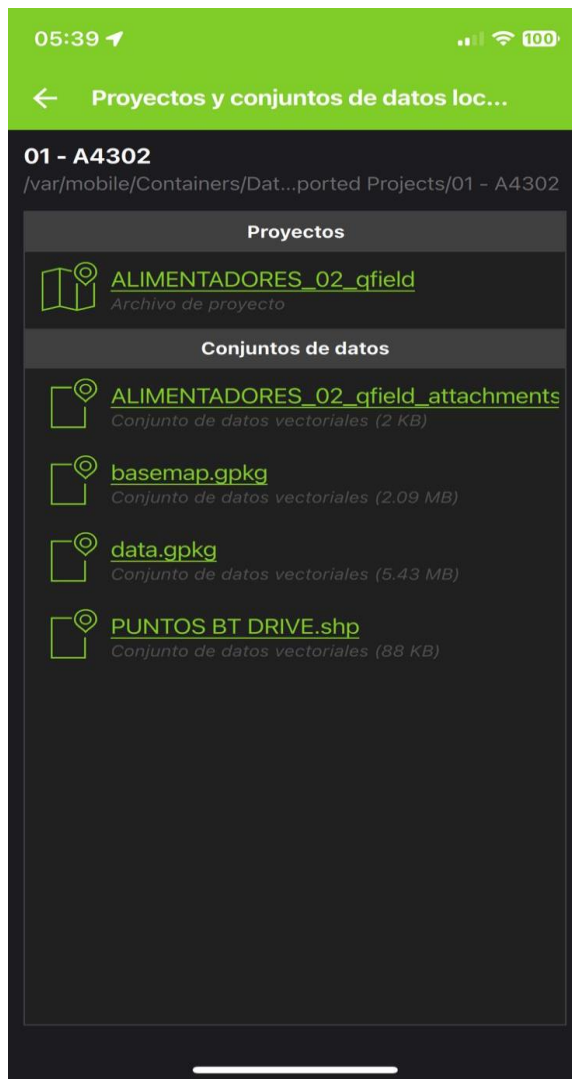 05:39
100
Proyectos y conjuntos de datos loc...
01 - A4302
/var/mobile/Containers/Dat...ported Projects/01 - A4302
Proyectos
ALIMENTADORES_02_qfield
Archivo de proyecto
Conjuntos de datos
ALIMENTADORES_02_qfield_attachments
Conjunto de datos vectoriales (2 KB)
basemap.gpkg
Conjunto de datos vectoriales (2.09 MB)
data.gpkg
Conjunto de datos vectoriales (5.43 MB)
PUNTOS BT DRIVE.shp
Conjunto de datos vectoriales (88 KB)